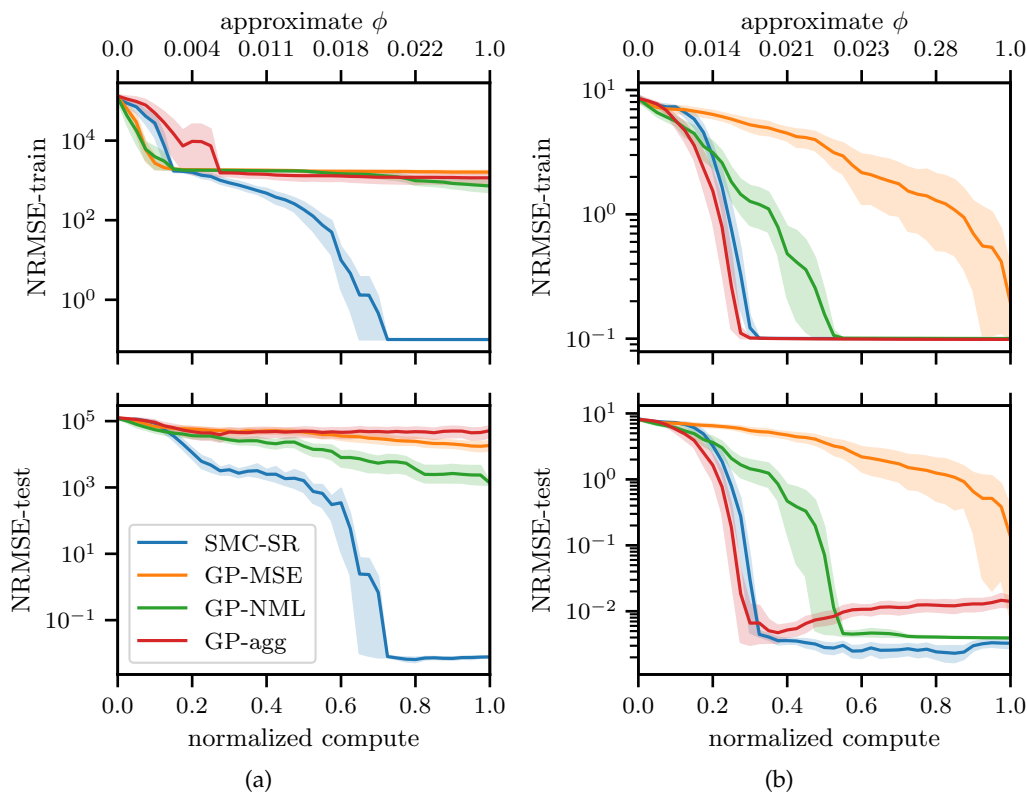 approximate ϕ
0.0 0.004 0.011 0.018 0.022 1.0
NRMSE-train
10⁴
10²
10⁰
approximate ϕ
0.0 0.014 0.021 0.023 0.28 1.0
NRMSE-train
10¹
10⁰
10⁻¹
NRMSE-test
10⁵
10³
10¹
10⁻¹
SMC-SR
GP-MSE
GP-NML
GP-agg
0.0 0.2 0.4 0.6 0.8 1.0
normalized compute
(a)
NRMSE-test
10¹
10⁰
10⁻¹
10⁻²
0.0 0.2 0.4 0.6 0.8 1.0
normalized compute
(b)